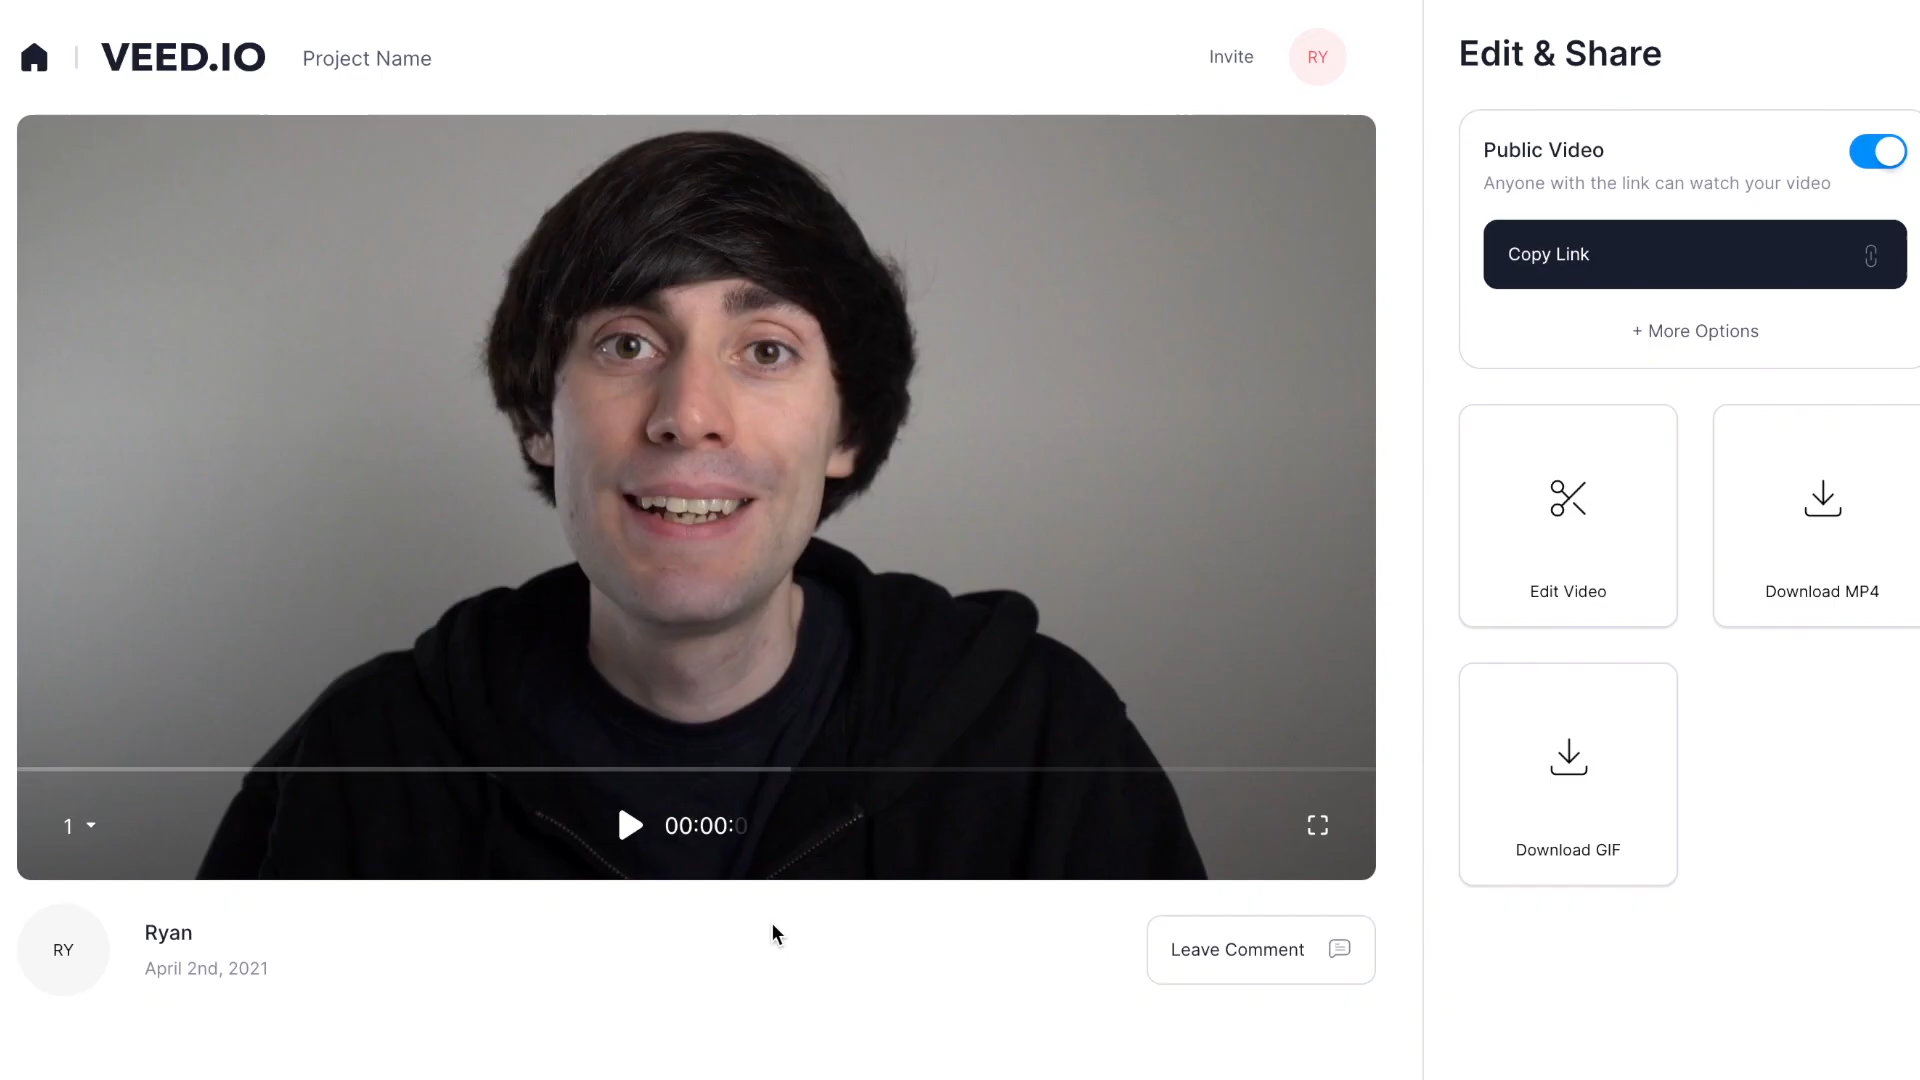 VEED.IO
Project Name
Invite
RY
Edit & Share
Public Video
Anyone with the link can watch your video
Copy Link
+ More Options
Edit Video
Download MP4
Download GIF
1
00:00:0
RY
Ryan
April 2nd, 2021
Leave Comment